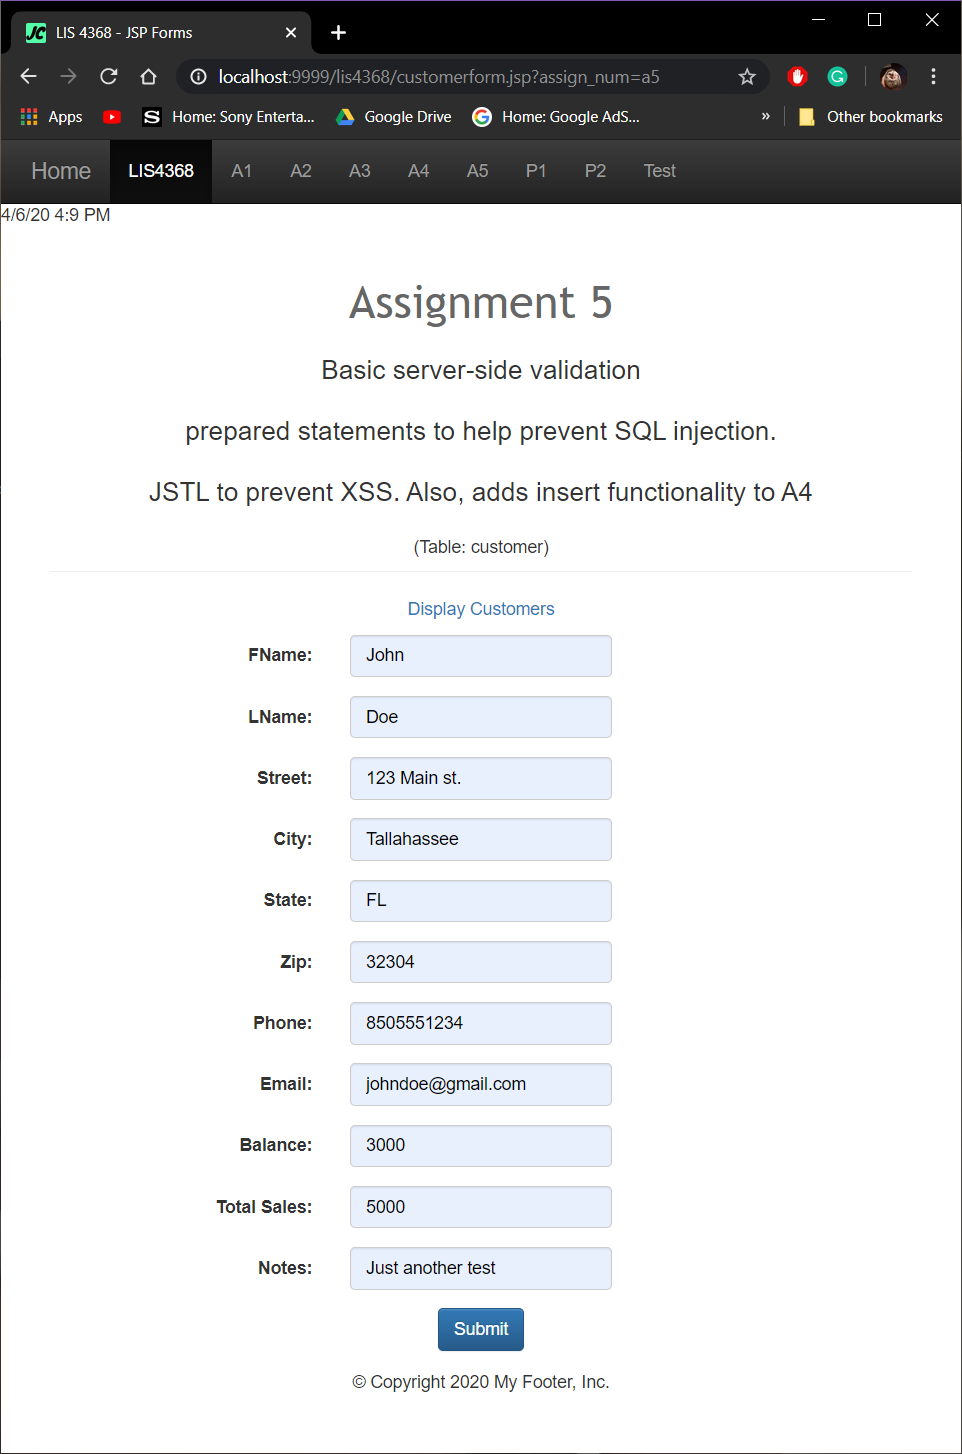 JC LIS 4368 - JSP Forms
localhost:9999/lis4368/customerform.jsp?assign_num=a5
Apps S Home: Sony Enterta... Google Drive G Home: Google AdS... » Other bookmarks
Home LIS4368 A1 A2 A3 A4 A5 P1 P2 Test
4/6/20 4:9 PM
Assignment 5
Basic server-side validation
prepared statements to help prevent SQL injection.
JSTL to prevent XSS. Also, adds insert functionality to A4
(Table: customer)
Display Customers
FName: John
LName: Doe
Street: 123 Main st.
City: Tallahassee
State: FL
Zip: 32304
Phone: 8505551234
Email: johndoe@gmail.com
Balance: 3000
Total Sales: 5000
Notes: Just another test
Submit
© Copyright 2020 My Footer, Inc.